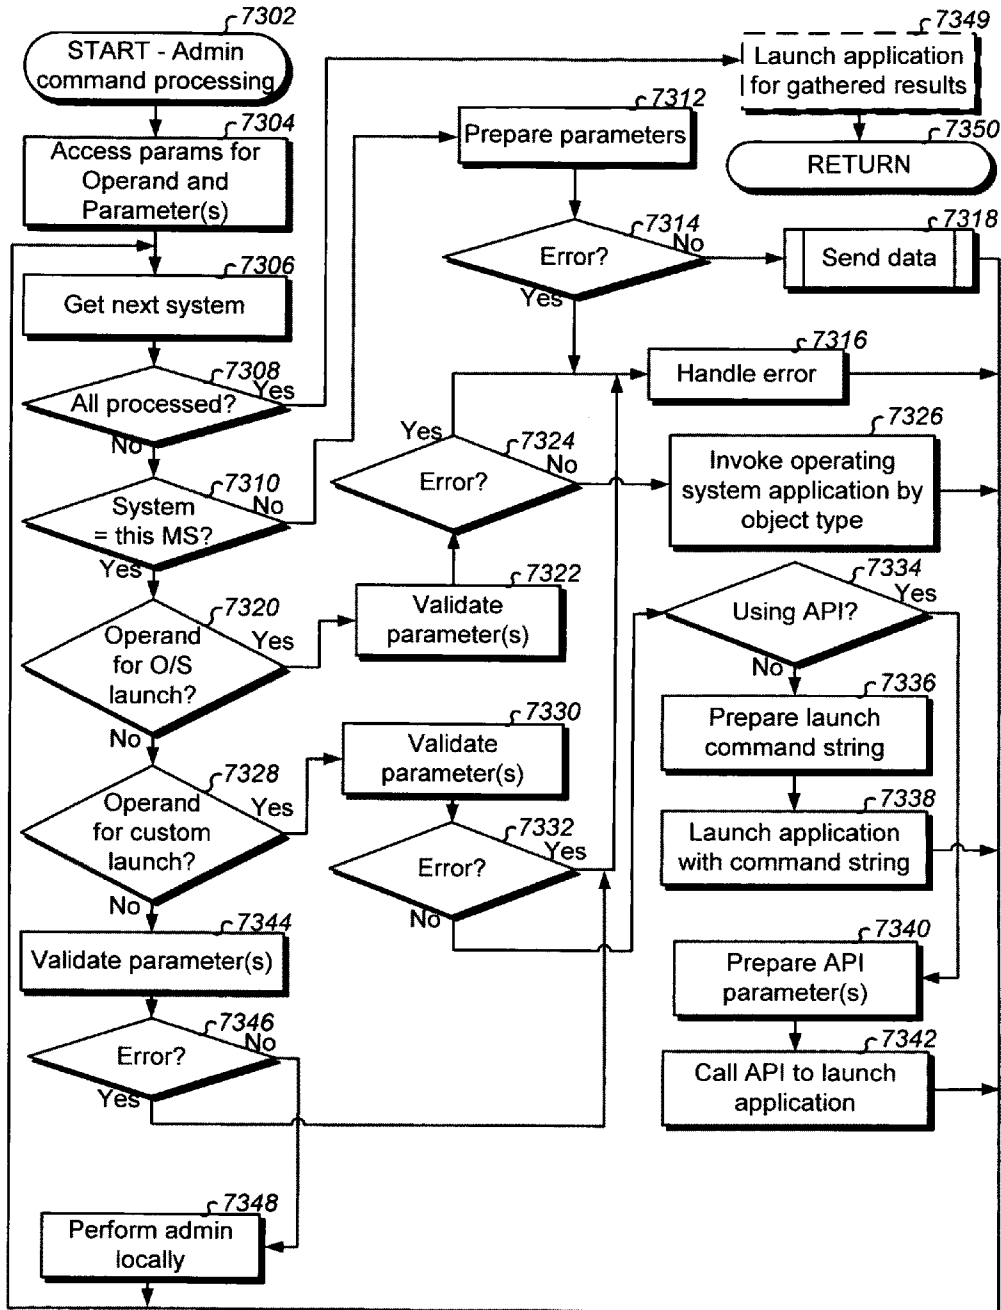 7302
START - Admin
command processing
7304
Access params for
Operand and
Parameter(s)
7306
Get next system
7308
All processed?
Yes
No
7310
System
= this MS?
No
Yes
7320
Operand
for O/S
launch?
Yes
No
7328
Operand
for custom
launch?
Yes
No
7344
Validate parameter(s)
7346
Error?
No
Yes
7348
Perform admin
locally
7312
Prepare parameters
7314
Error?
No
Yes
7324
Error?
Yes
No
7322
Validate
parameter(s)
7330
Validate
parameter(s)
7332
Error?
Yes
No
7349
Launch application
for gathered results
7350
RETURN
7318
Send data
7316
Handle error
7326
Invoke operating
system application by
object type
7334
Using API?
Yes
No
7336
Prepare launch
command string
7338
Launch application
with command string
7340
Prepare API
parameter(s)
7342
Call API to launch
application